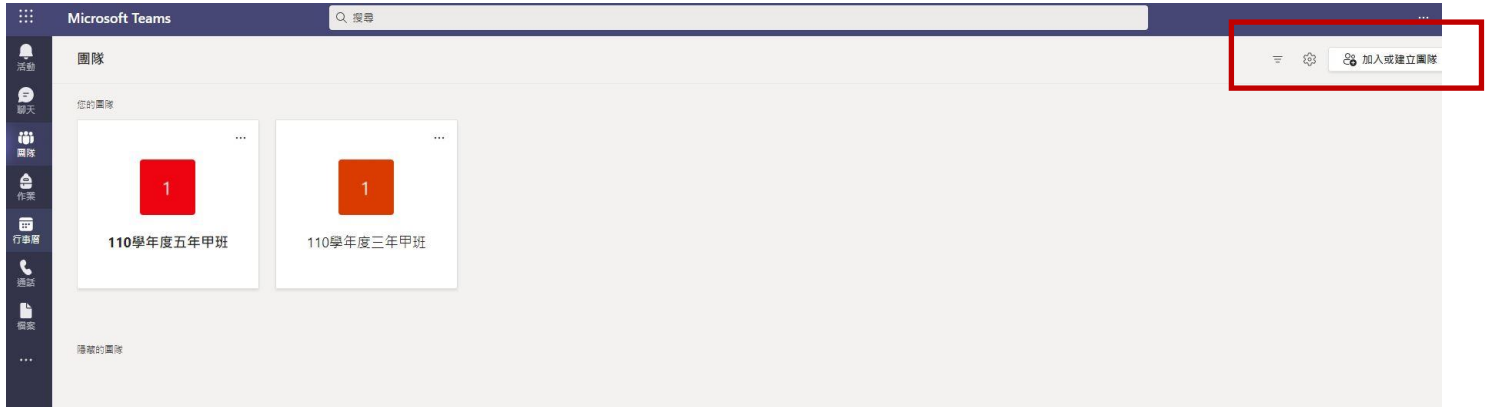 Microsoft Teams
搜尋
...
活動
聊天
團隊
作業
行事曆
通話
檔案
...
團隊
加入或建立團隊
您的團隊
...
1
110學年度五年甲班
...
1
110學年度三年甲班
隱藏的團隊